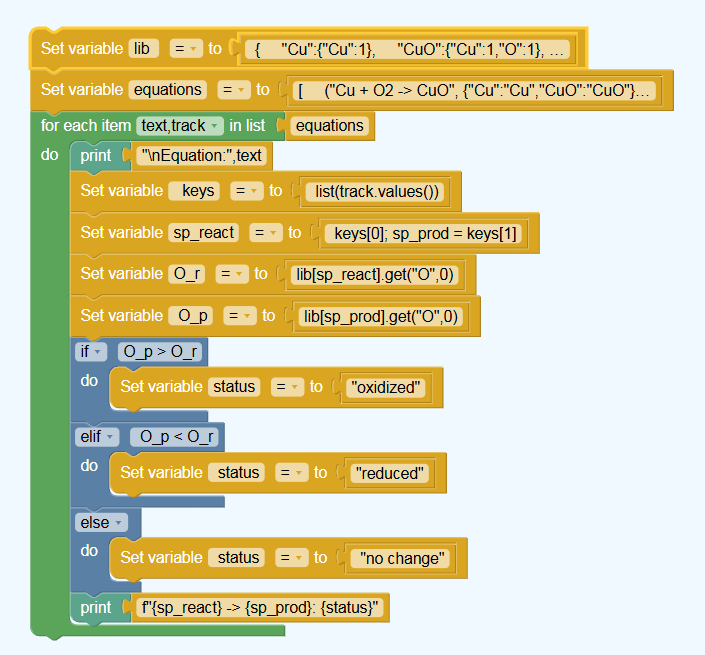 Set variable lib = to { "Cu":{"Cu":1}, "CuO":{"Cu":1,"O":1}, ...
Set variable equations = to [ ("Cu + O2 -> CuO", {"Cu":"Cu","CuO":"CuO"}...
for each item text,track in list equations
do print "\nEquation:",text
Set variable keys = to list(track.values())
Set variable sp_react = to keys[0]; sp_prod = keys[1]
Set variable O_r = to lib[sp_react].get("O",0)
Set variable O_p = to lib[sp_prod].get("O",0)
if O_p > O_r
do Set variable status = to "oxidized"
elif O_p < O_r
do Set variable status = to "reduced"
else
do Set variable status = to "no change"
print f"{sp_react} -> {sp_prod}: {status}"